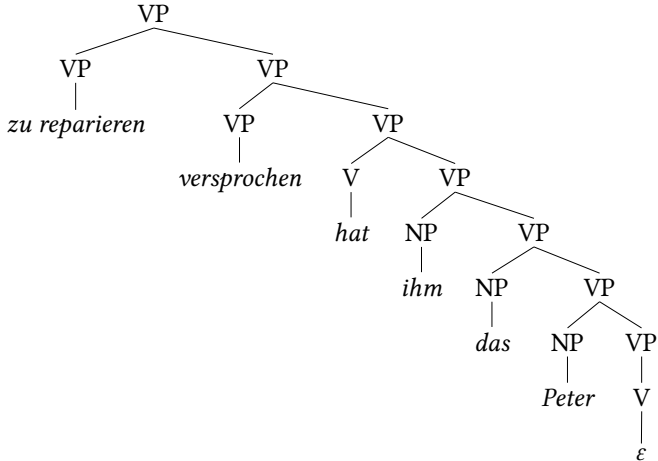 VP
VP VP
zu reparieren VP VP
versprochen V VP
hat NP VP
ihm NP VP
das NP VP
Peter V
ε